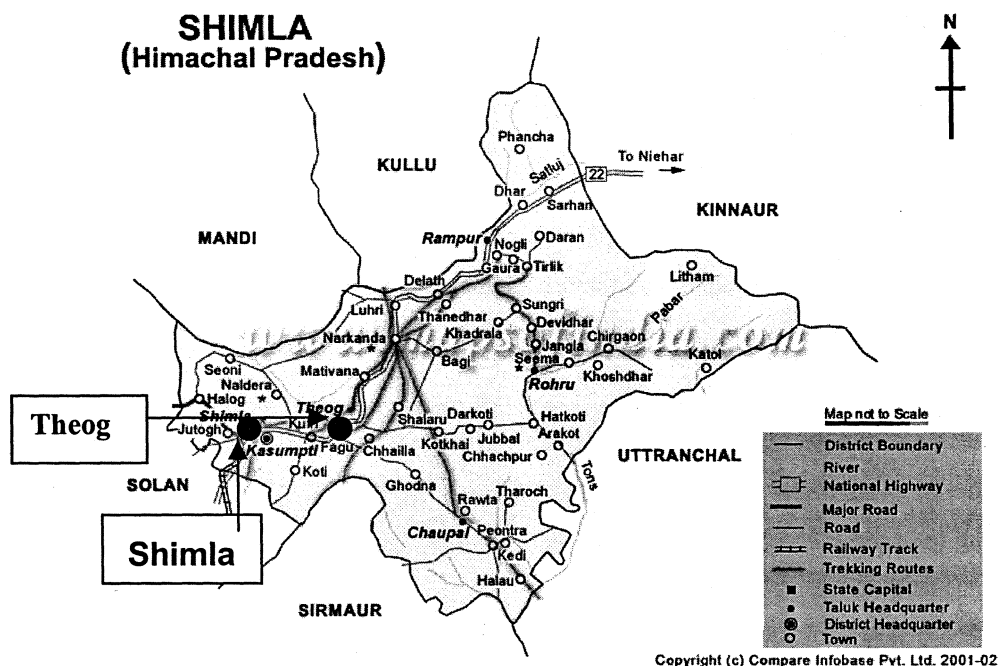 SHIMLA
(Himachal Pradesh)
N
Phancha
KULLU
To Niehar
22
Satluj
Dhar
Sarhan
KINNAUR
MANDI
Rampur
Nogli
Daran
Gaura
Tirlik
Litham
Delath
Pabar
Luhri
Thanedhar
Sungri
Khadrala
Devidhar
Narkanda
Jangla
Chirgaon
Bagi
Seema
Katol
Seoni
Mativana
Khoshdhar
Rohru
Naldera
Halog
Theog
Shimla
Theog
Jutogh
Shalaru
Darkoti
Hatkoti
Kasumpti
Fagu
Chhailla
Kotkhai
Jubbal
Arakot
Chhachpur
UTTRANCHAL
SOLAN
Koti
Ghodna
Tons
Rawta
Tharoch
Shimla
Chaupal
Peontra
Kedi
Halau
SIRMAUR
Map not to Scale
District Boundary
River
National Highway
Major Road
Road
Railway Track
Trekking Routes
State Capital
Taluk Headquarter
District Headquarter
Town
Copyright (c) Compare Infobase Pvt. Ltd. 2001-02